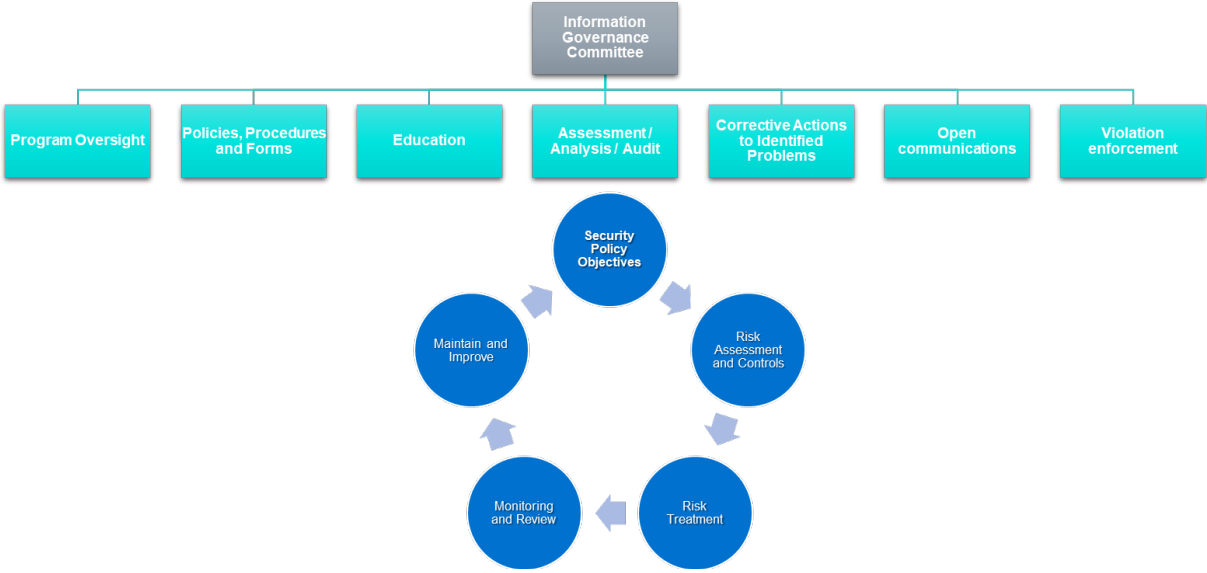 Information
Governance
Committee
Program Oversight
Policies, Procedures
and Forms
Education
Assessment /
Analysis / Audit
Corrective Actions
to Identified
Problems
Open
communications
Violation
enforcement
Security
Policy
Objectives
Risk
Assessment
and Controls
Risk
Treatment
Monitoring
and Review
Maintain and
Improve